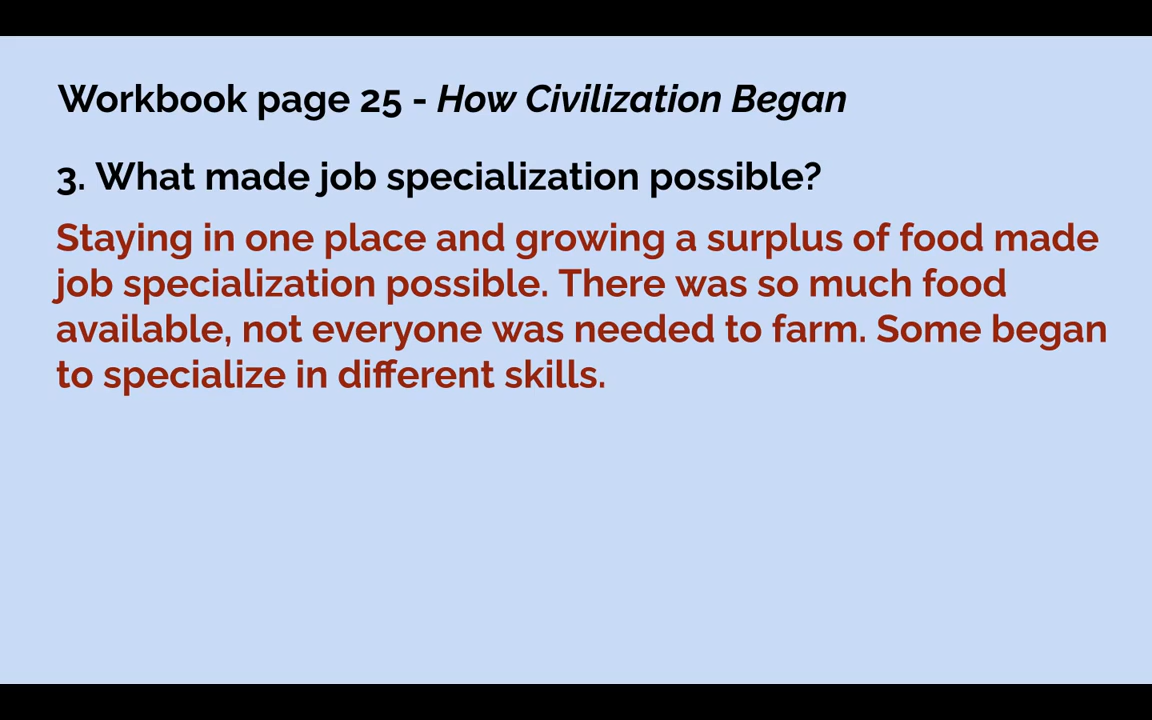 Workbook page 25 - How Civilization Began
3. What made job specialization possible?
Staying in one place and growing a surplus of food made
job specialization possible. There was so much food
available, not everyone was needed to farm. Some began
to specialize in different skills.